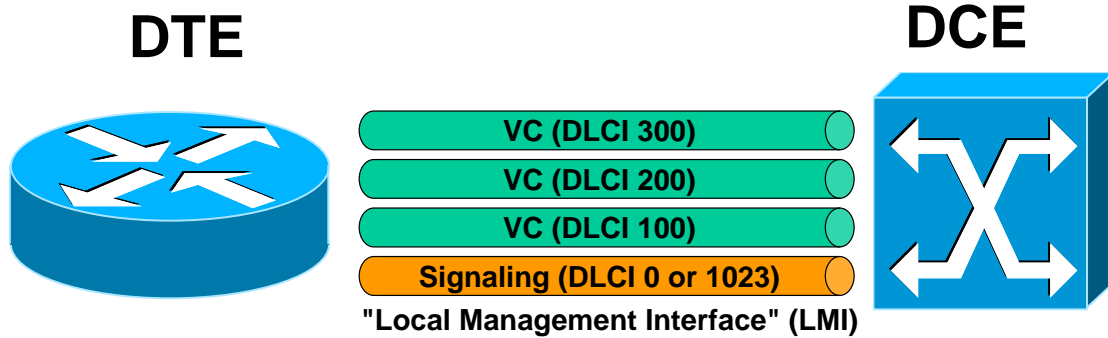 DTE
DCE
VC (DLCI 300)
VC (DLCI 200)
VC (DLCI 100)
Signaling (DLCI 0 or 1023)
"Local Management Interface" (LMI)